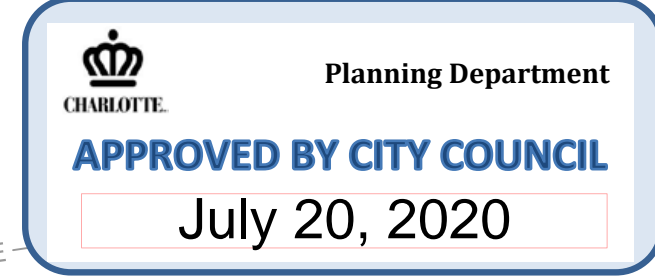 Planning Department
CHARLOTTE.
APPROVED BY CITY COUNCIL
July 20, 2020